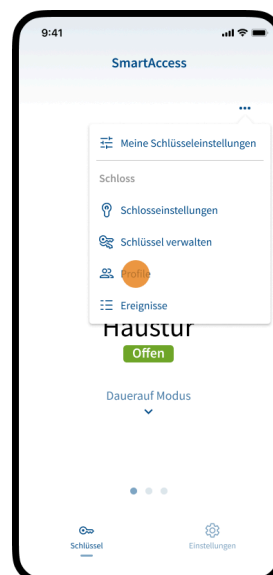 9:41
SmartAccess
Meine Schlüsseleinstellungen
Schloss
Schlosseinstellungen
Schlüssel verwalten
Profile
Ereignisse
Haustür
Offen
Dauerauf Modus
Schlüssel
Einstellungen